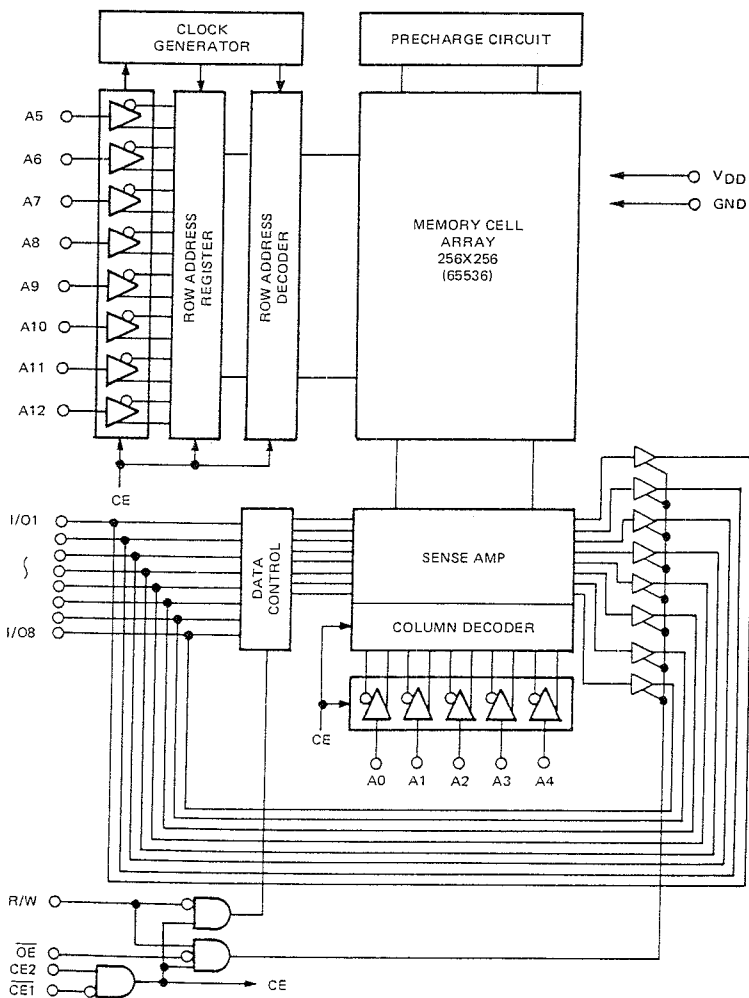 CLOCK
GENERATOR
PRECHARGE CIRCUIT
A5
A6
A7
A8
A9
A10
A11
A12
ROW ADDRESS
REGISTER
ROW ADDRESS
DECODER
MEMORY CELL
ARRAY
256X256
(65536)
VDD
GND
CE
I/O1
I/O8
DATA
CONTROL
SENSE AMP
COLUMN DECODER
CE
A0 A1 A2 A3 A4
R/W
OE
CE2
CE1
CE